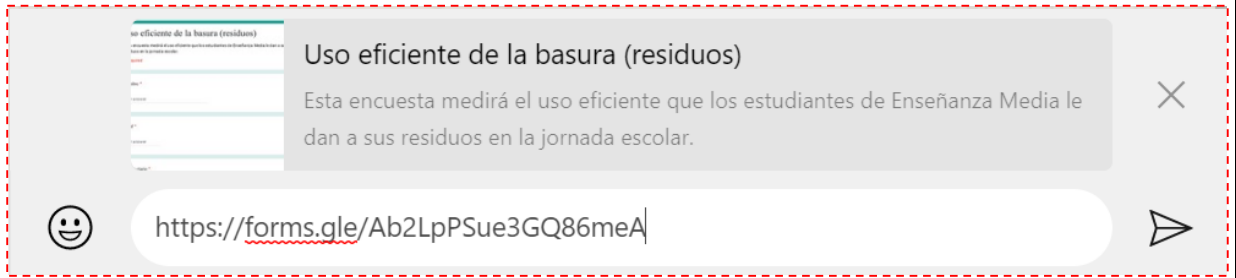 Uso eficiente de la basura (residuos)
Esta encuesta medirá el uso eficiente que los estudiantes de Enseñanza Media le
dan a sus residuos en la jornada escolar.
https://forms.gle/Ab2LpPSue3GQ86meA